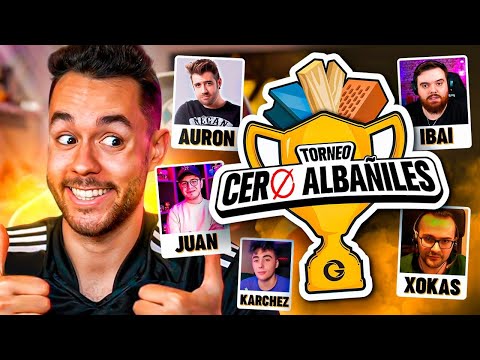 AURON
IBAI
TORNEO
CERØ ALBAÑILES
JUAN
KARCHEZ
XOKAS
G